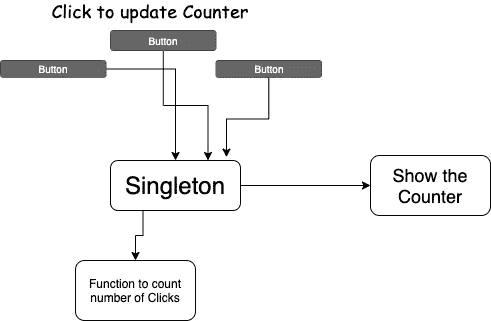 Click to update Counter
Button
Button
Button
Singleton
Show the
Counter
Function to count
number of Clicks